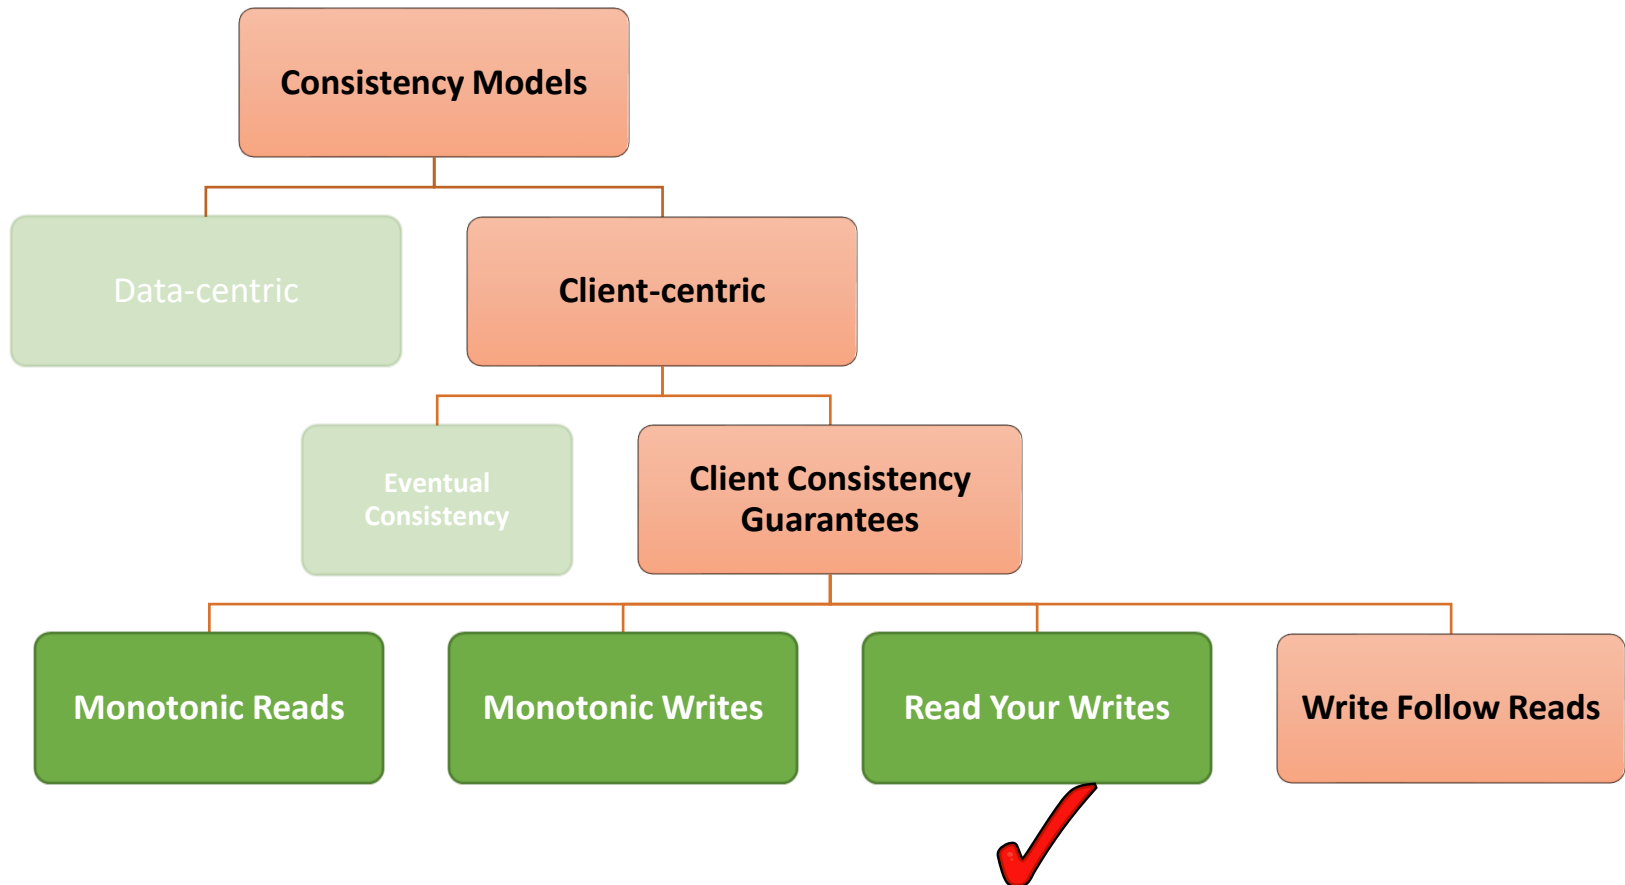 Consistency Models
Data-centric
Client-centric
Eventual
Consistency
Client Consistency
Guarantees
Monotonic Reads
Monotonic Writes
Read Your Writes
Write Follow Reads